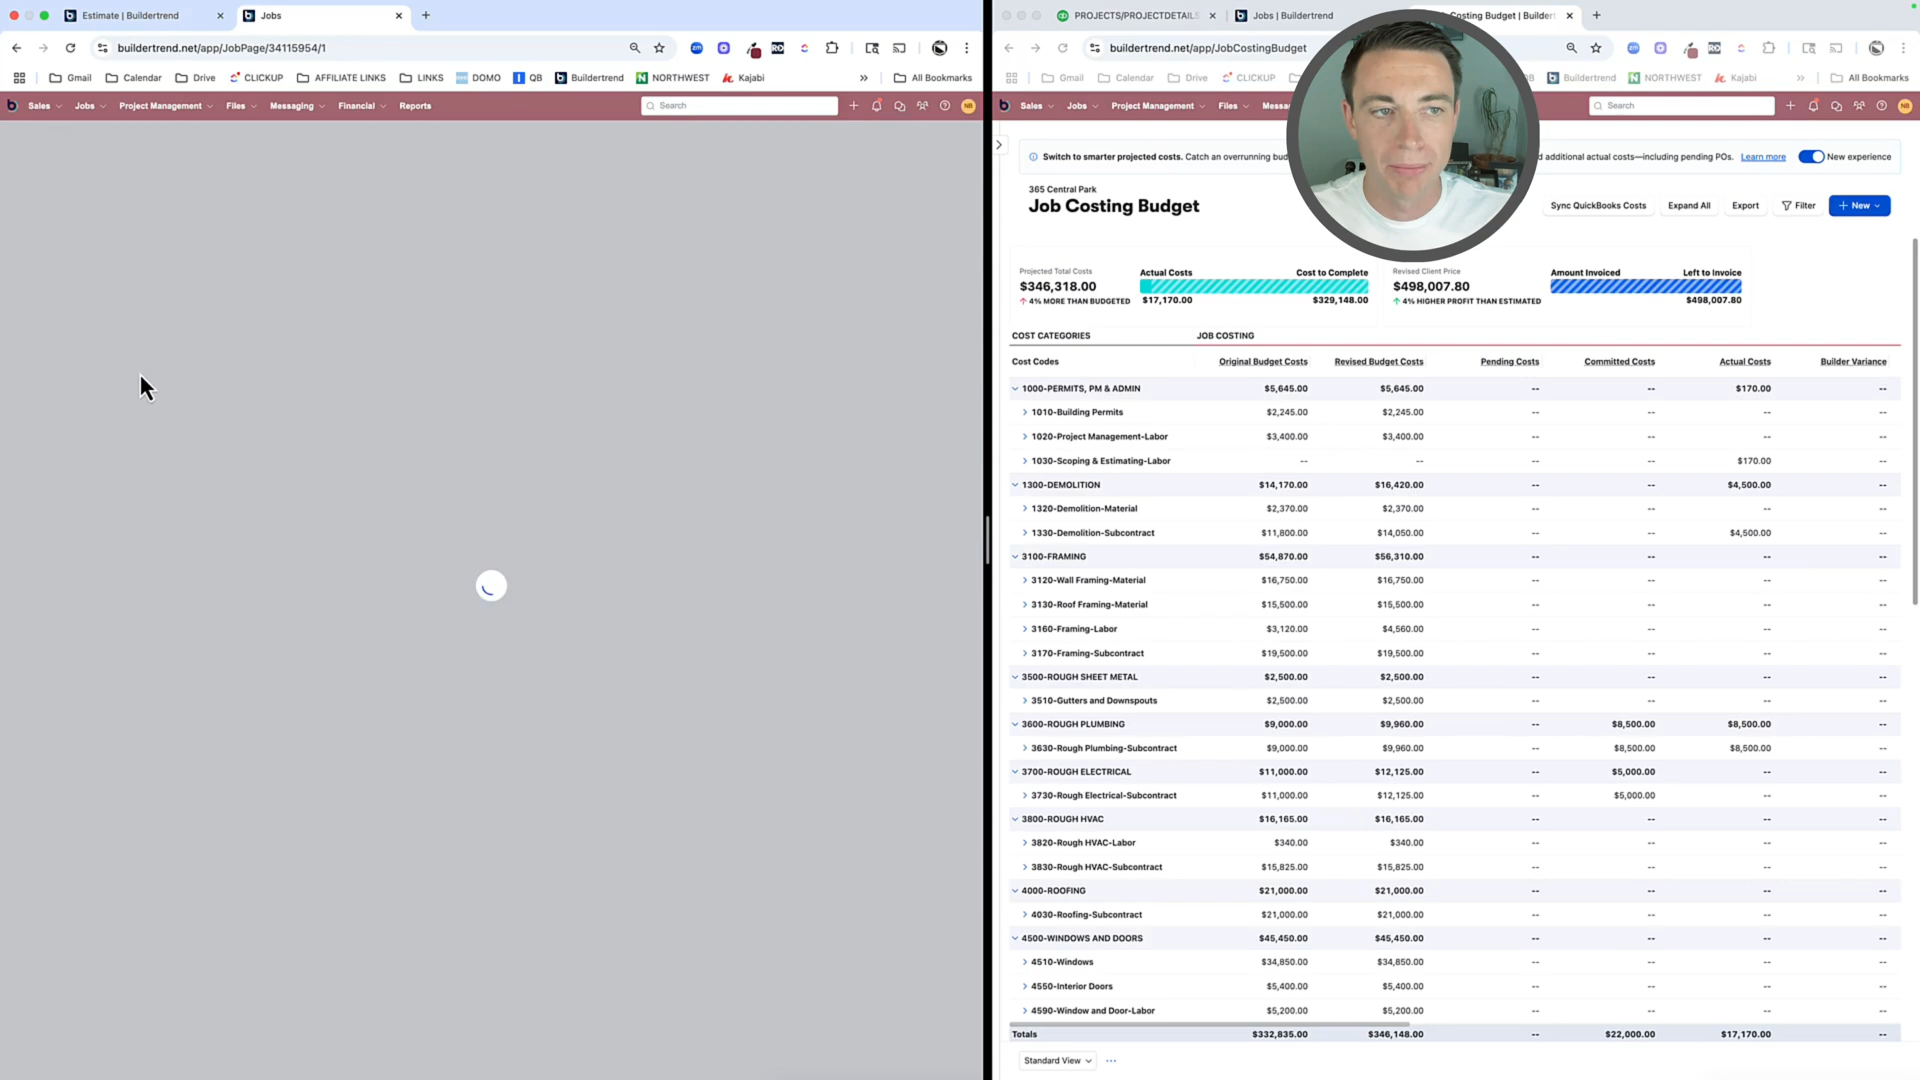 Estimate | Buildertrend
Jobs
PROJECTS/PROJECTDETAILS
Jobs | Buildertrend
Costing Budget | Buildert
buildertrend.net/app/JobPage/34115954/1
buildertrend.net/app/JobCostingBudget
Gmail
Calendar
Drive
CLICKUP
AFFILIATE LINKS
LINKS
DOMO
QB
Buildertrend
NORTHWEST
Kajabi
All Bookmarks
Gmail
Calendar
Drive
CLICKUP
QB
Buildertrend
NORTHWEST
Kajabi
All Bookmarks
Sales
Jobs
Project Management
Files
Messaging
Financial
Reports
Search
NB
Sales
Jobs
Project Management
Files
Messa
Search
NB
Switch to smarter projected costs. Catch an overrunning bud
d additional actual costs—including pending POs.
Learn more
New experience
365 Central Park
Job Costing Budget
Sync QuickBooks Costs
Expand All
Export
Filter
New
Projected Total Costs
$346,318.00
4% MORE THAN BUDGETED
Actual Costs
Cost to Complete
$17,170.00
$329,148.00
Revised Client Price
$498,007.80
4% HIGHER PROFIT THAN ESTIMATED
Amount Invoiced
Left to Invoice
$498,007.80
COST CATEGORIES
JOB COSTING
Cost Codes Original Budget Costs Revised Budget Costs Pending Costs Committed Costs Actual Costs Builder Variance
1000-PERMITS, PM & ADMIN $5,645.00 $5,645.00 -- -- $170.00 --
1010-Building Permits $2,245.00 $2,245.00 -- -- -- --
1020-Project Management-Labor $3,400.00 $3,400.00 -- -- -- --
1030-Scoping & Estimating-Labor -- -- -- -- $170.00 --
1300-DEMOLITION $14,170.00 $16,420.00 -- -- $4,500.00 --
1320-Demolition-Material $2,370.00 $2,370.00 -- -- -- --
1330-Demolition-Subcontract $11,800.00 $14,050.00 -- -- $4,500.00 --
3100-FRAMING $54,870.00 $56,310.00 -- -- -- --
3120-Wall Framing-Material $16,750.00 $16,750.00 -- -- -- --
3130-Roof Framing-Material $15,500.00 $15,500.00 -- -- -- --
3160-Framing-Labor $3,120.00 $4,560.00 -- -- -- --
3170-Framing-Subcontract $19,500.00 $19,500.00 -- -- -- --
3500-ROUGH SHEET METAL $2,500.00 $2,500.00 -- -- -- --
3510-Gutters and Downspouts $2,500.00 $2,500.00 -- -- -- --
3600-ROUGH PLUMBING $9,000.00 $9,960.00 -- $8,500.00 $8,500.00 --
3630-Rough Plumbing-Subcontract $9,000.00 $9,960.00 -- $8,500.00 $8,500.00 --
3700-ROUGH ELECTRICAL $11,000.00 $12,125.00 -- $5,000.00 -- --
3730-Rough Electrical-Subcontract $11,000.00 $12,125.00 -- $5,000.00 -- --
3800-ROUGH HVAC $16,165.00 $16,165.00 -- -- -- --
3820-Rough HVAC-Labor $340.00 $340.00 -- -- -- --
3830-Rough HVAC-Subcontract $15,825.00 $15,825.00 -- -- -- --
4000-ROOFING $21,000.00 $21,000.00 -- -- -- --
4030-Roofing-Subcontract $21,000.00 $21,000.00 -- -- -- --
4500-WINDOWS AND DOORS $45,450.00 $45,450.00 -- -- -- --
4510-Windows $34,850.00 $34,850.00 -- -- -- --
4550-Interior Doors $5,400.00 $5,400.00 -- -- -- --
4590-Window and Door-Labor $5,200.00 $5,200.00 -- -- -- --
Totals $332,835.00 $346,148.00 -- $22,000.00 $17,170.00 --
Standard View